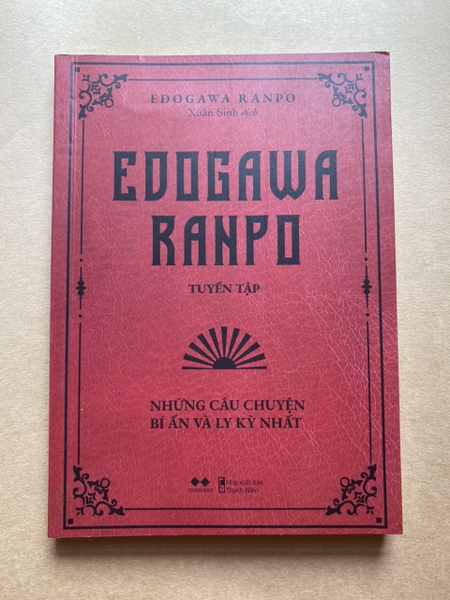 EDOGAWA RANPO
Xuân Sinh dịch
EDOGAWA
RANPO
TUYỂN TẬP
NHỮNG CÂU CHUYỆN
BÍ ẨN VÀ LY KỲ NHẤT
Nhà xuất bản
Thanh Niên